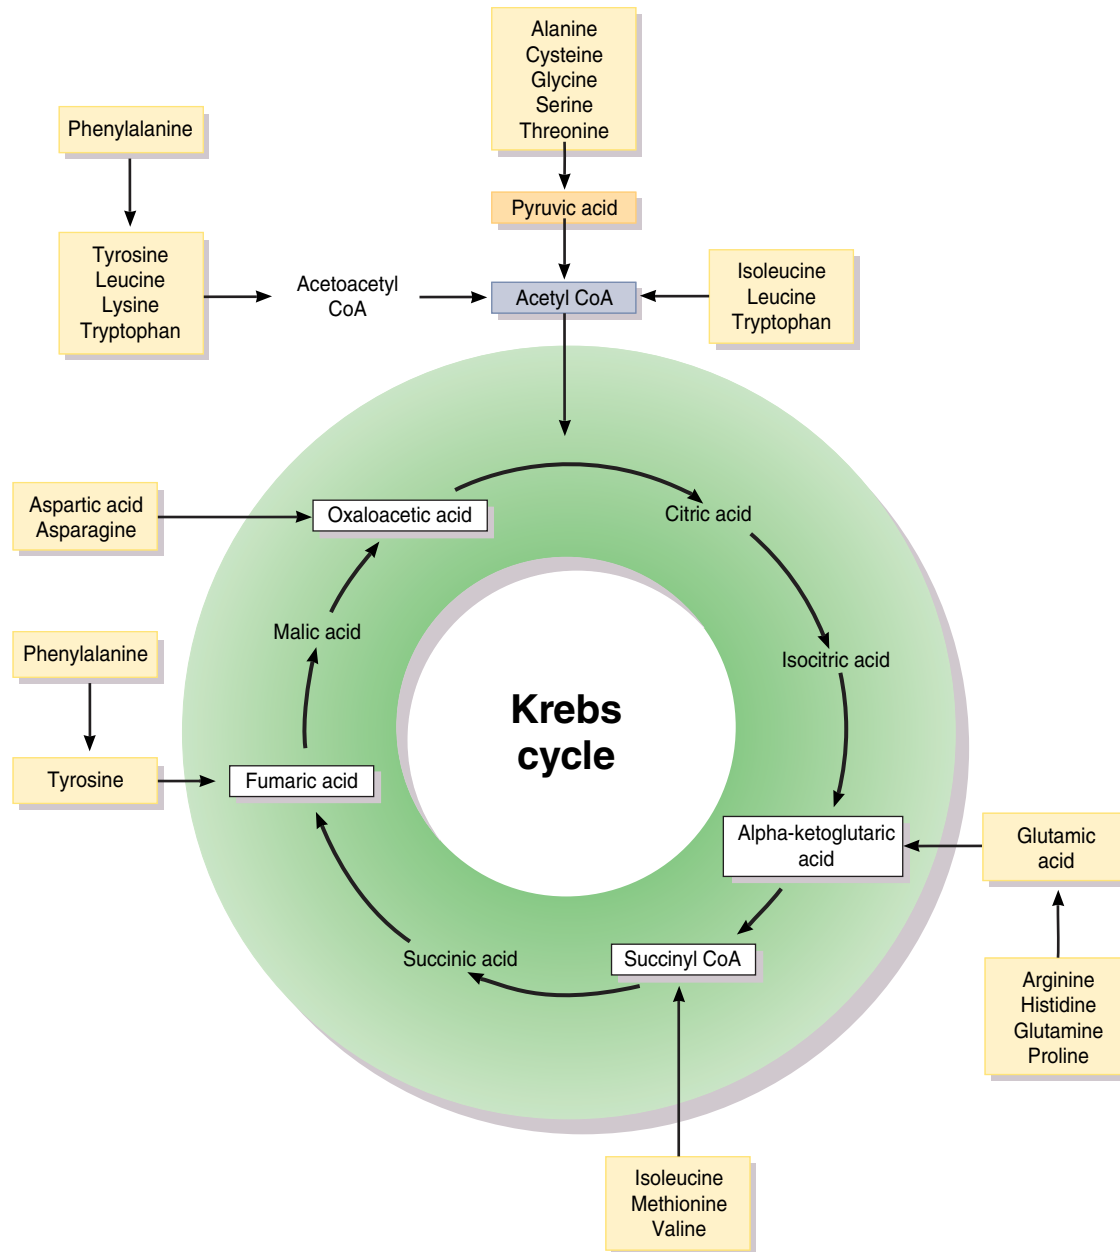 Alanine
Cysteine
Glycine
Serine
Threonine
Phenylalanine
Pyruvic acid
Tyrosine
Leucine
Lysine
Tryptophan
Acetoacetyl
CoA
Acetyl CoA
Isoleucine
Leucine
Tryptophan
Aspartic acid
Asparagine
Oxaloacetic acid
Citric acid
Malic acid
Phenylalanine
Isocitric acid
Krebs
cycle
Tyrosine
Fumaric acid
Alpha-ketoglutaric
acid
Glutamic
acid
Succinic acid
Succinyl CoA
Arginine
Histidine
Glutamine
Proline
Isoleucine
Methionine
Valine